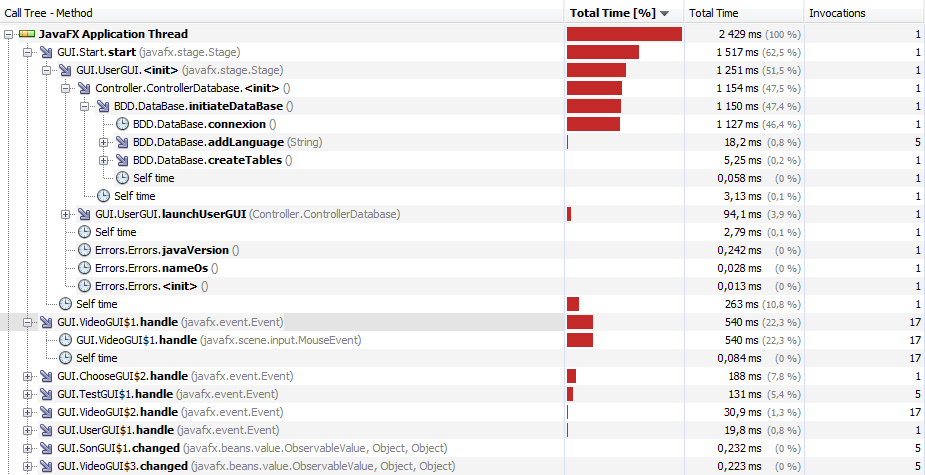 Call Tree - Method Total Time [%] Total Time Invocations
JavaFX Application Thread 2 429 ms (100 %) 1
GUI.Start.start (javafx.stage.Stage) 1 517 ms (62,5 %) 1
GUI.UserGUI.<init> (javafx.stage.Stage) 1 251 ms (51,5 %) 1
Controller.ControllerDatabase.<init> () 1 154 ms (47,5 %) 1
BDD.DataBase.initiateDataBase () 1 150 ms (47,4 %) 1
BDD.DataBase.connexion () 1 127 ms (46,4 %) 1
BDD.DataBase.addLanguage (String) 18,2 ms (0,8 %) 5
BDD.DataBase.createTables () 5,25 ms (0,2 %) 1
Self time 0,058 ms (0 %) 1
Self time 3,13 ms (0,1 %) 1
GUI.UserGUI.launchUserGUI (Controller.ControllerDatabase) 94,1 ms (3,9 %) 1
Self time 2,79 ms (0,1 %) 1
Errors.Errors.javaVersion () 0,242 ms (0 %) 1
Errors.Errors.nameOs () 0,028 ms (0 %) 1
Errors.Errors.<init> () 0,013 ms (0 %) 1
Self time 263 ms (10,8 %) 1
GUI.VideoGUI$1.handle (javafx.event.Event) 540 ms (22,3 %) 17
GUI.VideoGUI$1.handle (javafx.scene.input.MouseEvent) 540 ms (22,3 %) 17
Self time 0,084 ms (0 %) 17
GUI.ChooseGUI$2.handle (javafx.event.Event) 188 ms (7,8 %) 1
GUI.TestGUI$1.handle (javafx.event.Event) 131 ms (5,4 %) 5
GUI.VideoGUI$2.handle (javafx.event.Event) 30,9 ms (1,3 %) 17
GUI.UserGUI$1.handle (javafx.event.Event) 19,8 ms (0,8 %) 1
GUI.SonGUI$1.changed (javafx.beans.value.ObservableValue, Object, Object) 0,232 ms (0 %) 5
GUI.VideoGUI$3.changed (javafx.beans.value.ObservableValue, Object, Object) 0,223 ms (0 %) 5